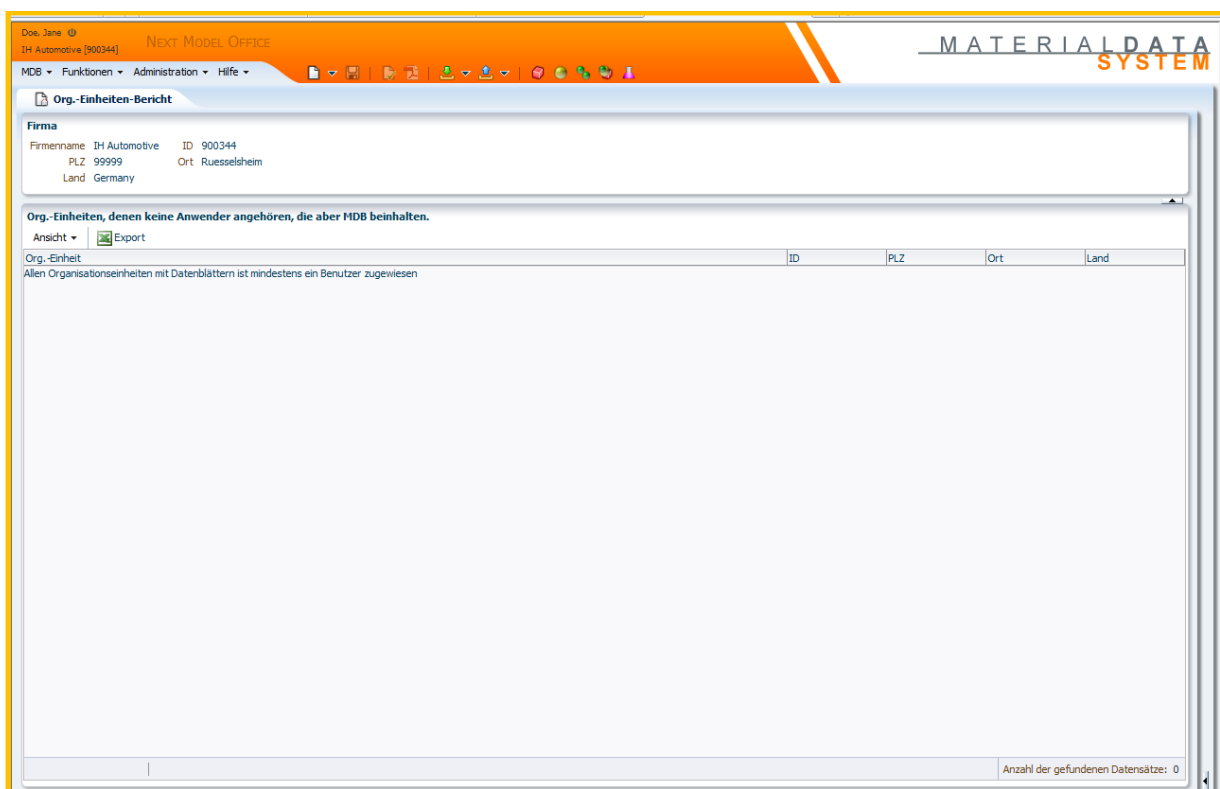 Doe, Jane
IH Automotive [900344]
NEXT MODEL OFFICE
MATERIALDATA
SYSTEM
MDB Funktionen Administration Hilfe
Org.-Einheiten-Bericht
Firma
Firmenname IH Automotive ID 900344
PLZ 99999 Ort Ruesselsheim
Land Germany
Org.-Einheiten, denen keine Anwender angehören, die aber MDB beinhalten.
Ansicht Export
Org.-Einheit ID PLZ Ort Land
Allen Organisationseinheiten mit Datenblättern ist mindestens ein Benutzer zugewiesen
Anzahl der gefundenen Datensätze: 0